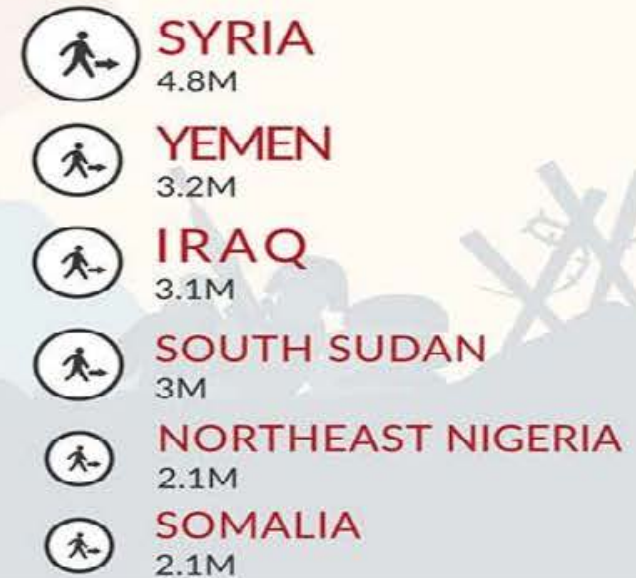 SYRIA
4.8M
YEMEN
3.2M
IRAQ
3.1M
SOUTH SUDAN
3M
NORTHEAST NIGERIA
2.1M
SOMALIA
2.1M